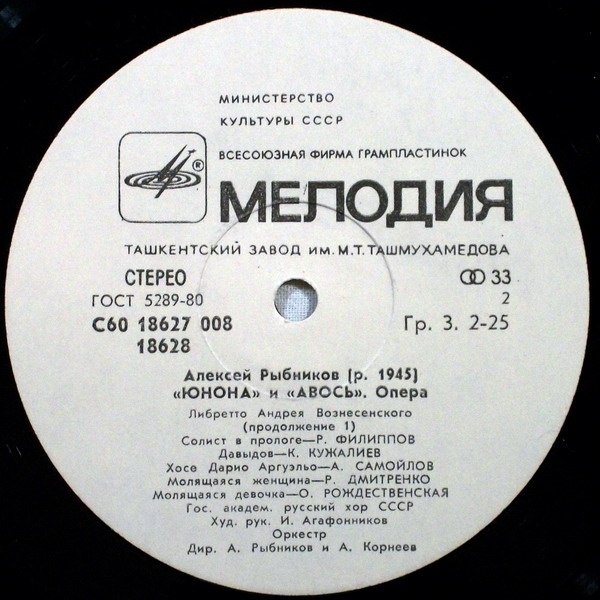 МИНИСТЕРСТВО
КУЛЬТУРЫ СССР
ВСЕСОЮЗНАЯ ФИРМА ГРАМПЛАСТИНОК
®
МЕЛОДИЯ
ТАШКЕНТСКИЙ ЗАВОД им. М.Т. ТАШМУХАМЕДОВА
СТЕРЕО
33
ГОСТ 5289-80
2
С60 18627 008
Гр. 3. 2-25
18628
Алексей Рыбников (р. 1945)
«ЮНОНА» и «АВОСЬ». Опера
Либретто Андрея Вознесенского
(продолжение 1)
Солист в прологе—Р. ФИЛИППОВ
Давыдов—К. КУЖАЛИЕВ
Хосе Дарио Аргуэльо—А. САМОЙЛОВ
Молящаяся женщина—Р. ДМИТРЕНКО
Молящаяся девочка—О. РОЖДЕСТВЕНСКАЯ
Гос. академ. русский хор СССР
Худ. рук. И. Агафонников
Оркестр
Дир. А. Рыбников и А. Корнеев